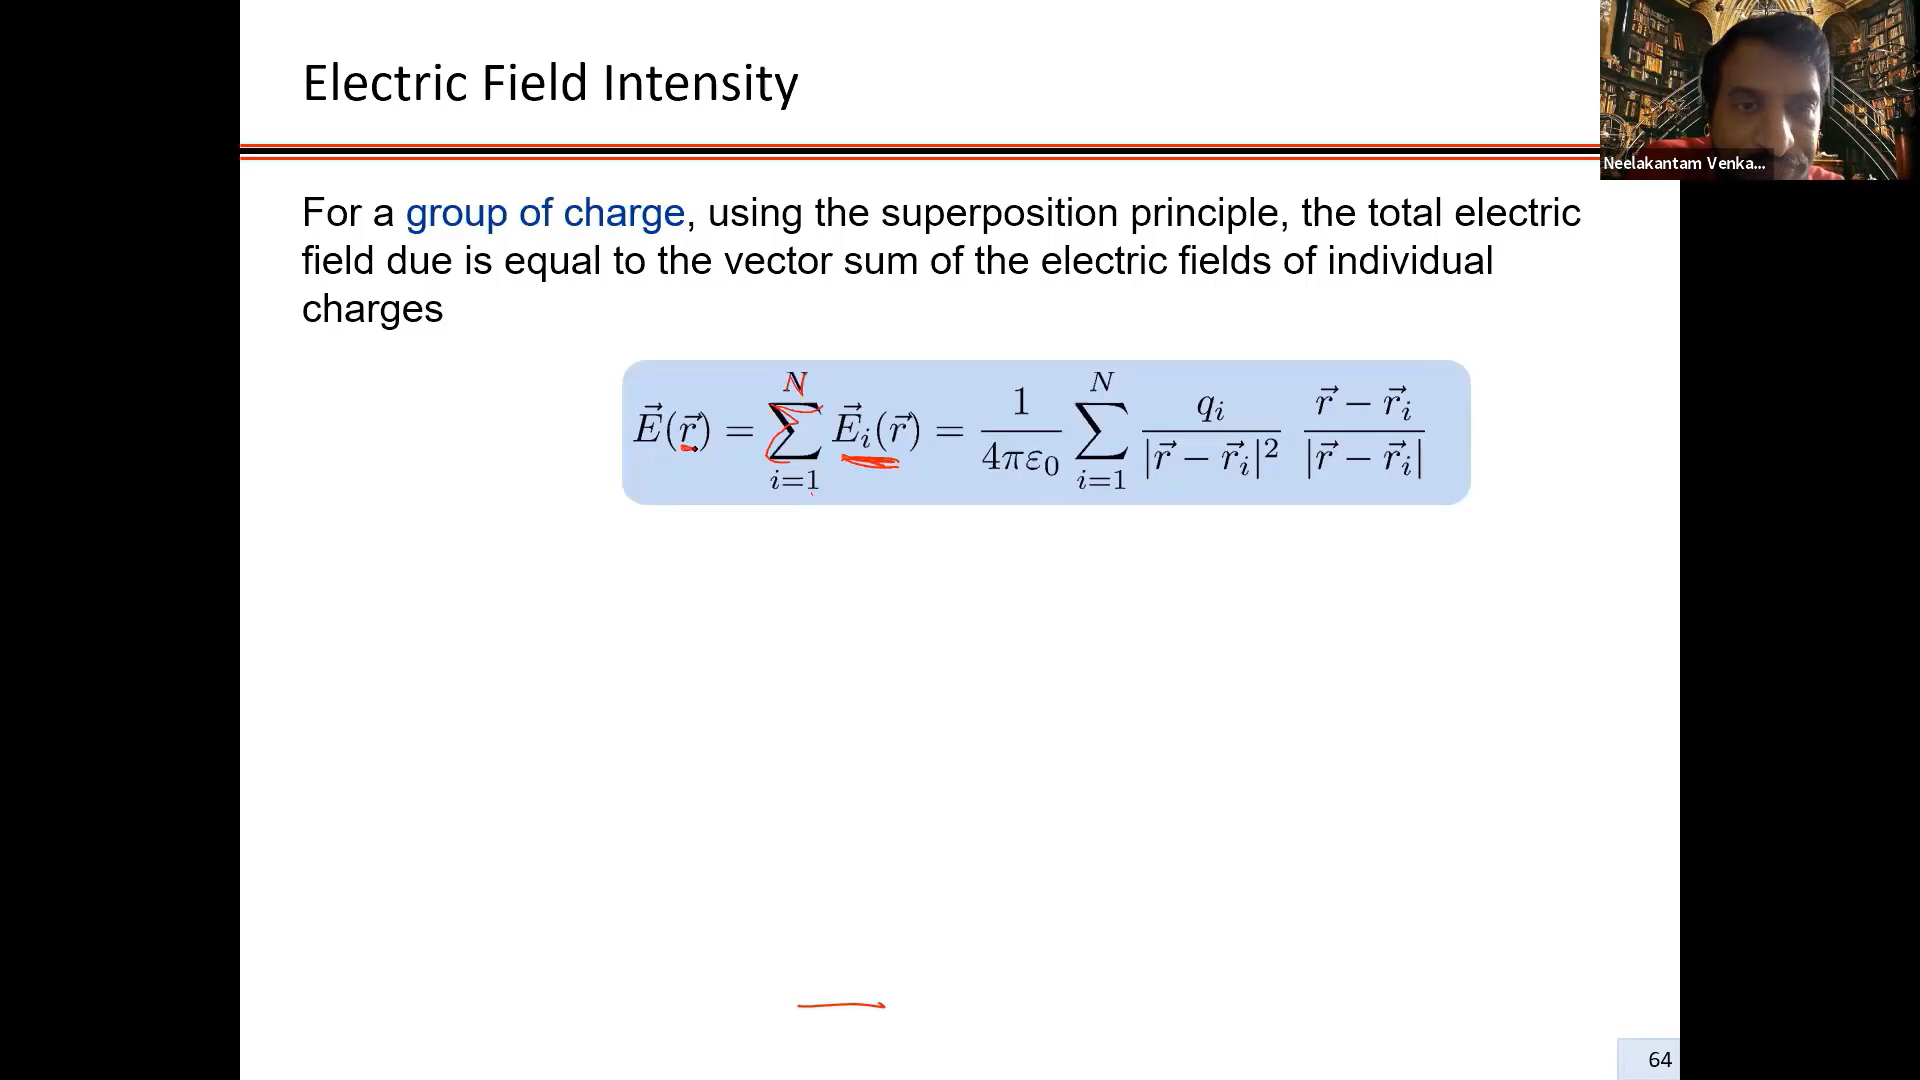 Electric Field Intensity
Neelakantam Venka...
For a group of charge, using the superposition principle, the total electric
field due is equal to the vector sum of the electric fields of individual
charges
$\vec{E}(\vec{r}) = \sum_{i=1}^{N} \vec{E}_i(\vec{r}) = \frac{1}{4\pi\varepsilon_0} \sum_{i=1}^{N} \frac{q_i}{|\vec{r} - \vec{r}_i|^2} \frac{\vec{r} - \vec{r}_i}{|\vec{r} - \vec{r}_i|}$
64